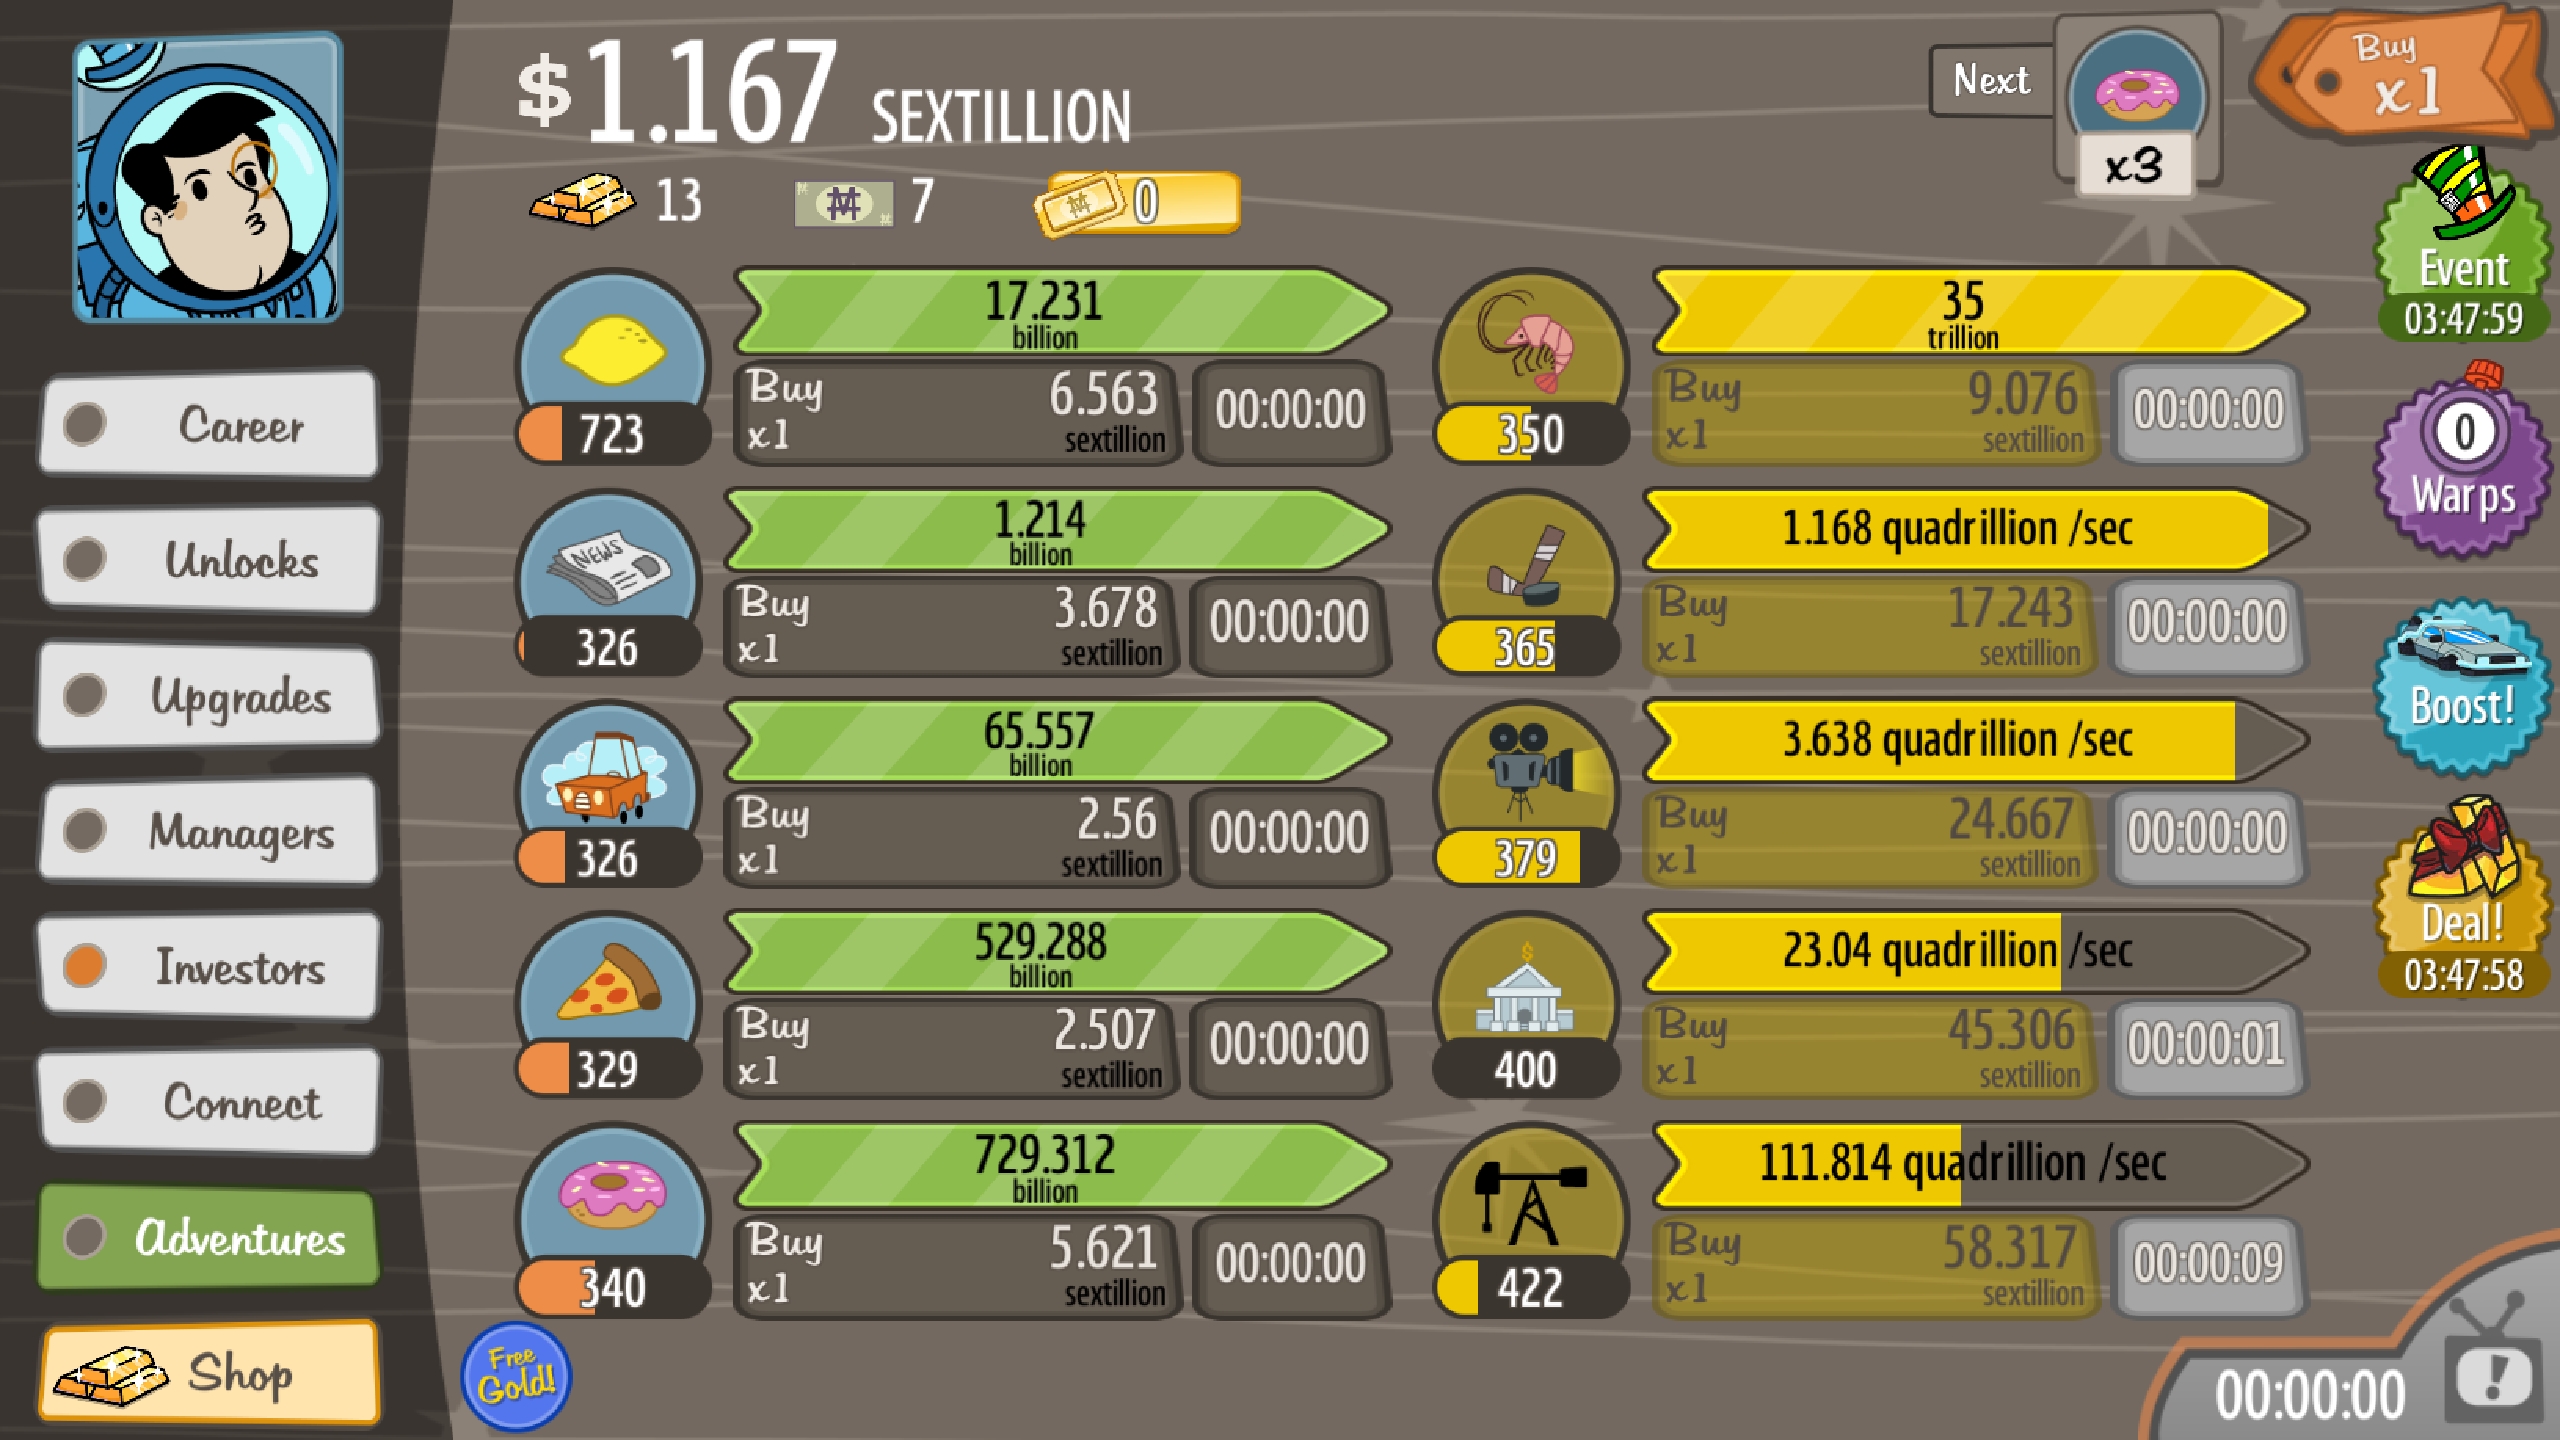 $1.167 SEXTILLION
13
7
0
Next
x3
Buy
x1
Event
03:47:59
0
Warps
Boost!
Deal!
03:47:58
Career
Unlocks
Upgrades
Managers
Investors
Connect
Adventures
Shop
Free
Gold!
17.231
billion
723
Buy
x1
6.563
sextillion
00:00:00
NEWS
1.214
billion
326
Buy
x1
3.678
sextillion
00:00:00
65.557
billion
326
Buy
x1
2.56
sextillion
00:00:00
529.288
billion
329
Buy
x1
2.507
sextillion
00:00:00
729.312
billion
340
Buy
x1
5.621
sextillion
00:00:00
35
trillion
350
Buy
x1
9.076
sextillion
00:00:00
1.168 quadrillion /sec
365
Buy
x1
17.243
sextillion
00:00:00
3.638 quadrillion /sec
379
Buy
x1
24.667
sextillion
00:00:00
23.04 quadrillion /sec
400
Buy
x1
45.306
sextillion
00:00:01
111.814 quadrillion /sec
422
Buy
x1
58.317
sextillion
00:00:09
00:00:00
!